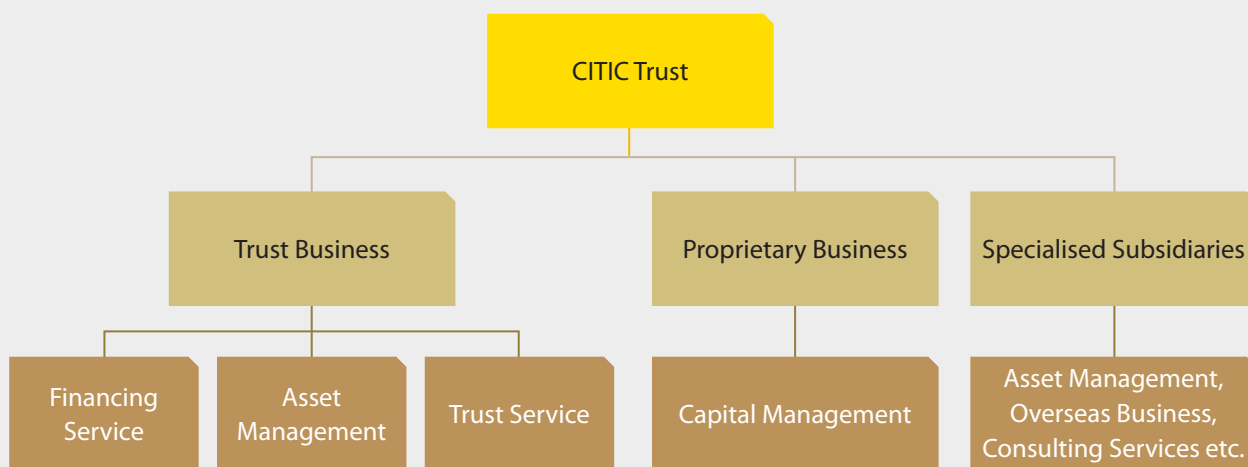 CITIC Trust
Trust Business
Proprietary Business
Specialised Subsidiaries
Financing
Service
Asset
Management
Trust Service
Capital Management
Asset Management,
Overseas Business,
Consulting Services etc.